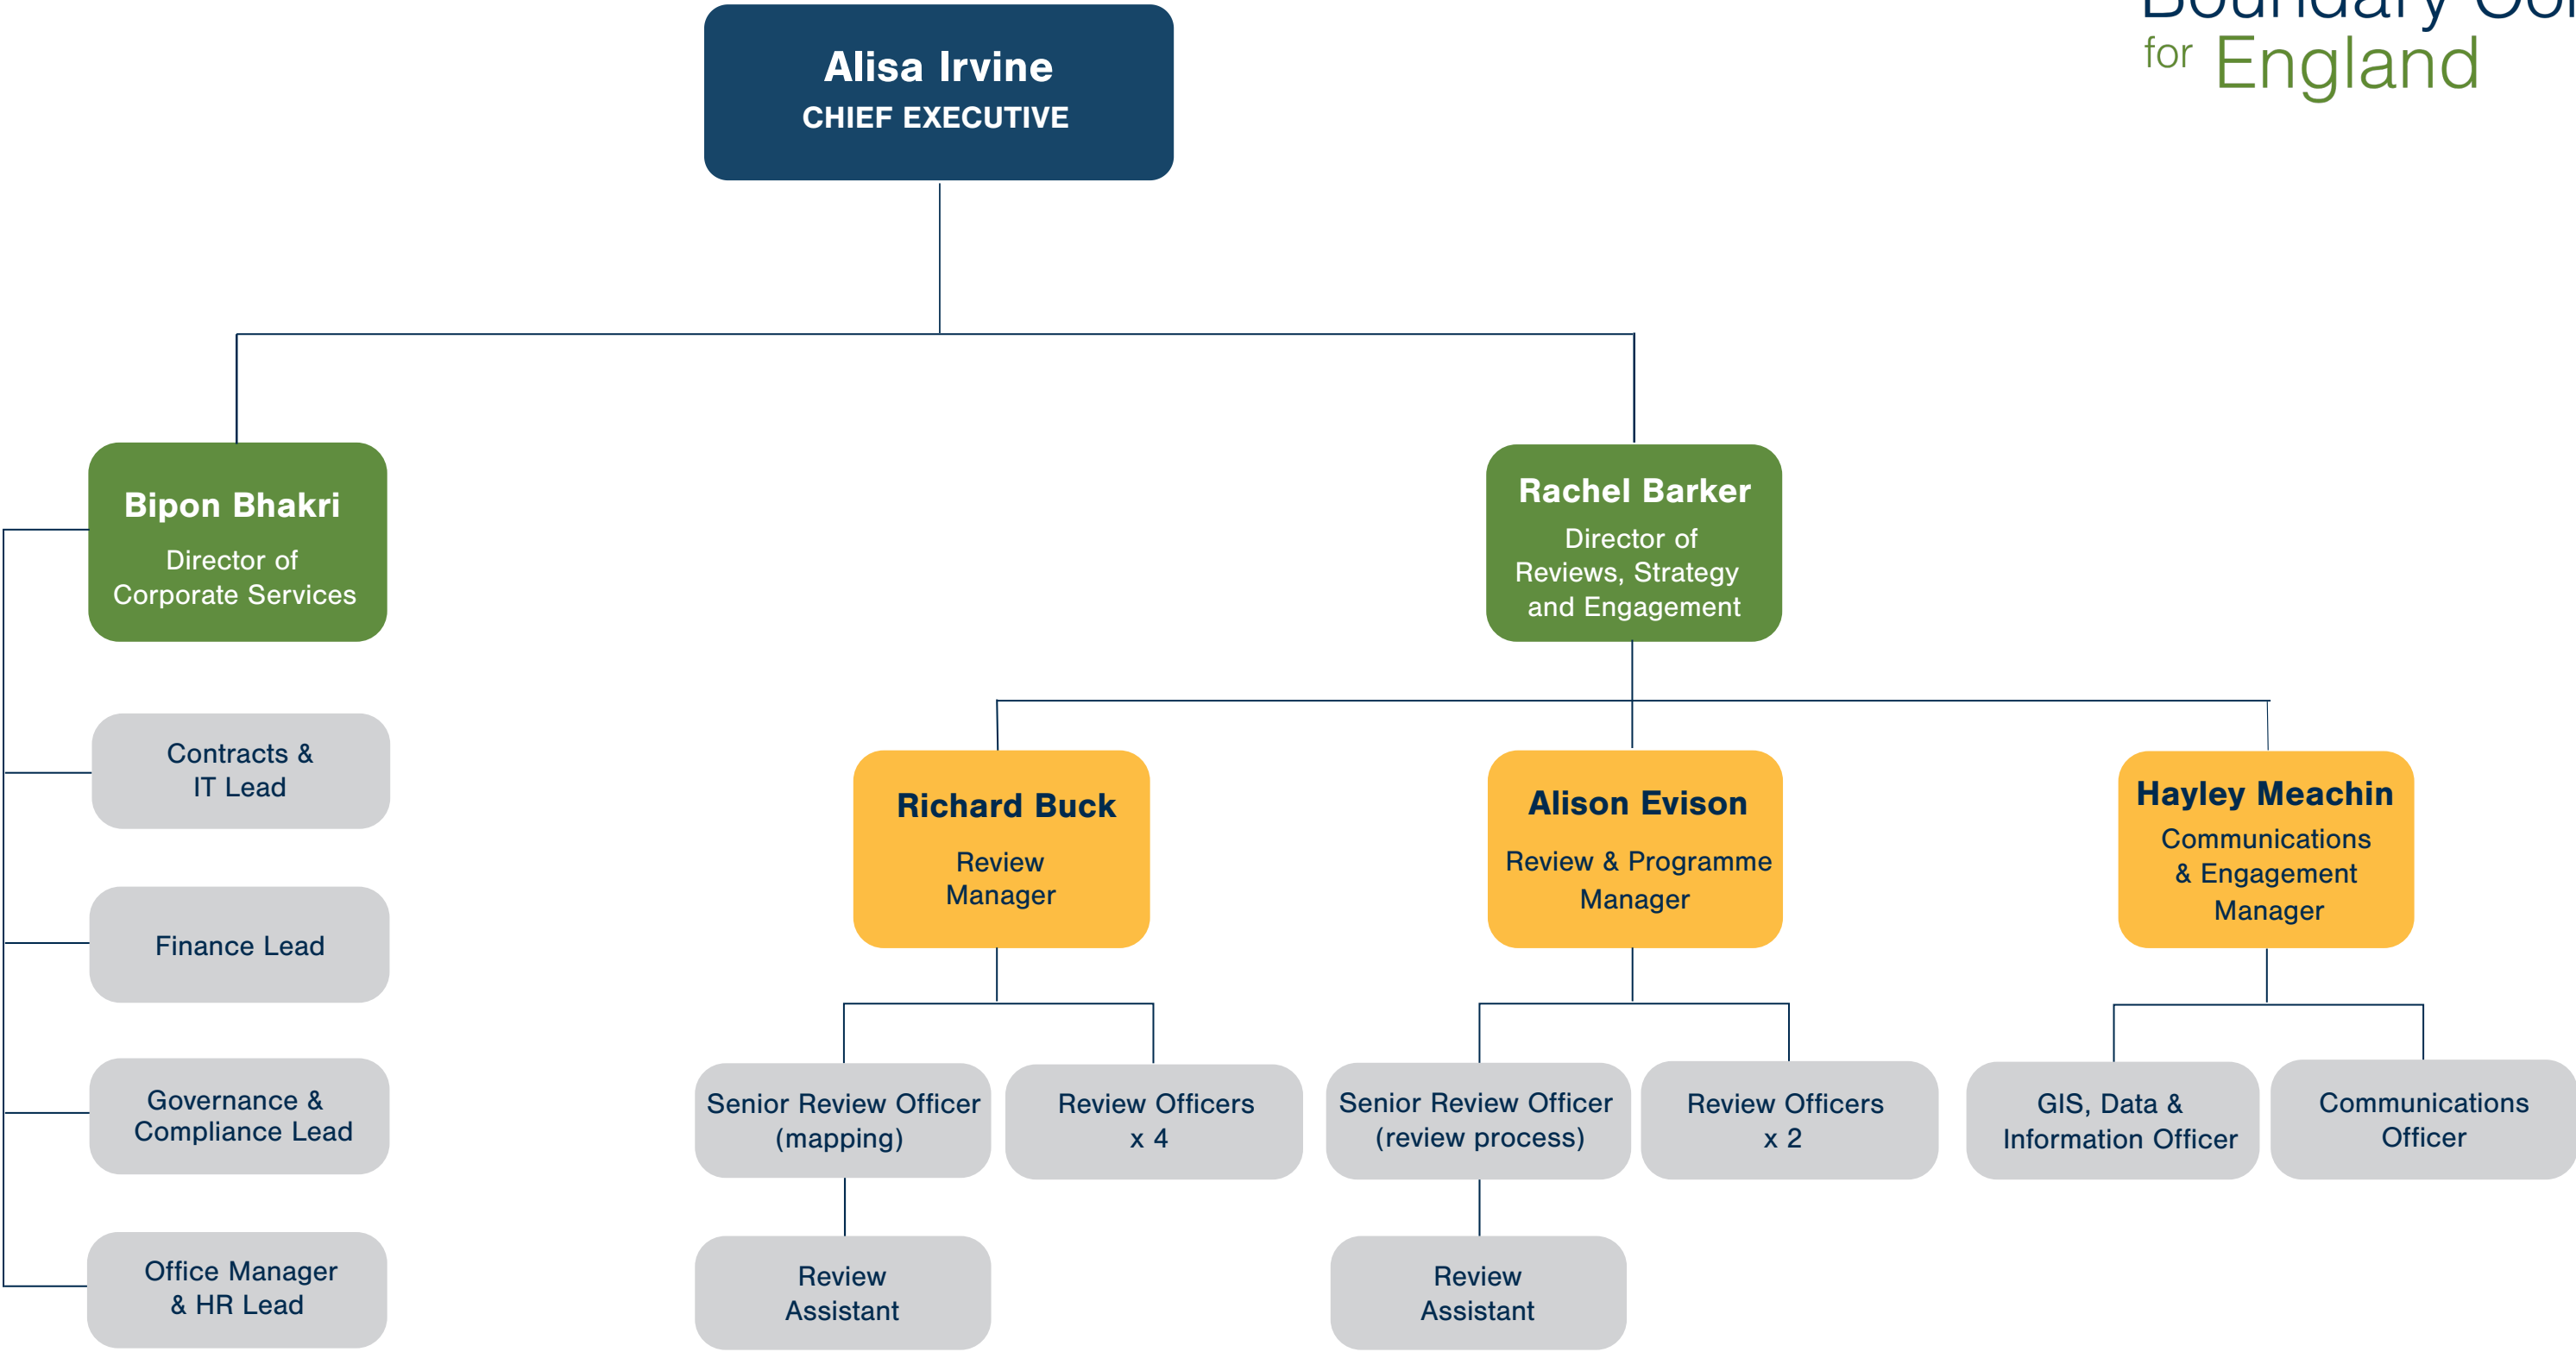 for England
Alisa Irvine
CHIEF EXECUTIVE
Bipon Bhakri
Director of
Corporate Services
Rachel Barker
Director of
Reviews, Strategy
and Engagement
Contracts &
IT Lead
Finance Lead
Governance &
Compliance Lead
Office Manager
& HR Lead
Richard Buck
Review
Manager
Alison Evison
Review & Programme
Manager
Hayley Meachin
Communications
& Engagement
Manager
Senior Review Officer
(mapping)
Review Officers
x 4
Senior Review Officer
(review process)
Review Officers
x 2
GIS, Data &
Information Officer
Communications
Officer
Review
Assistant
Review
Assistant